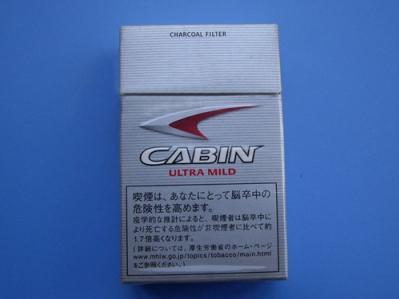 CHARCOAL FILTER
CABIN
ULTRA MILD
喫煙は、あなたにとって脳卒中の
危険性を高めます。
疫学的な推計によると、喫煙者は脳卒中に
より死亡する危険性が非喫煙者に比べて約
1.7倍高くなります。
(詳細については、厚生労働省のホーム・ページ
www.mhlw.go.jp/topics/tobacco/main.html
をご参照ください。)